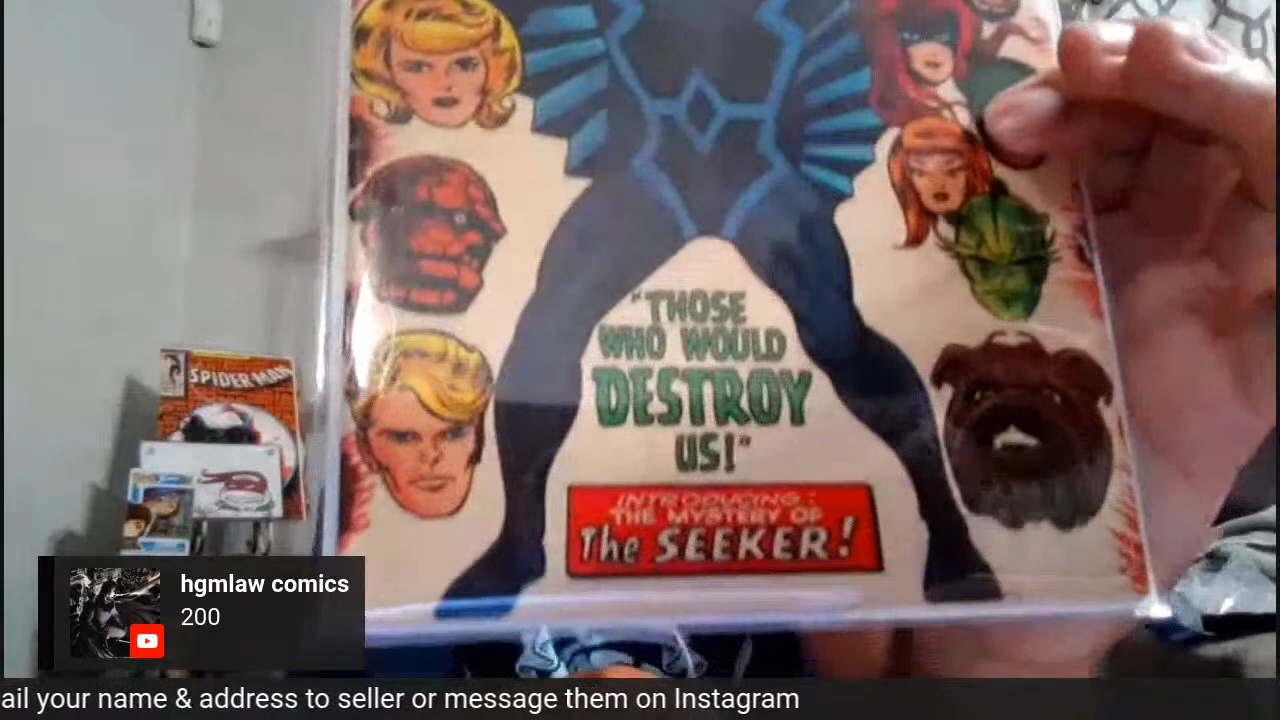 "THOSE
WHO WOULD
DESTROY
US!"
INTRODUCING:
THE MYSTERY OF
The SEEKER!
SPIDER-MAN
hgmlaw comics
200
ail your name & address to seller or message them on Instagram